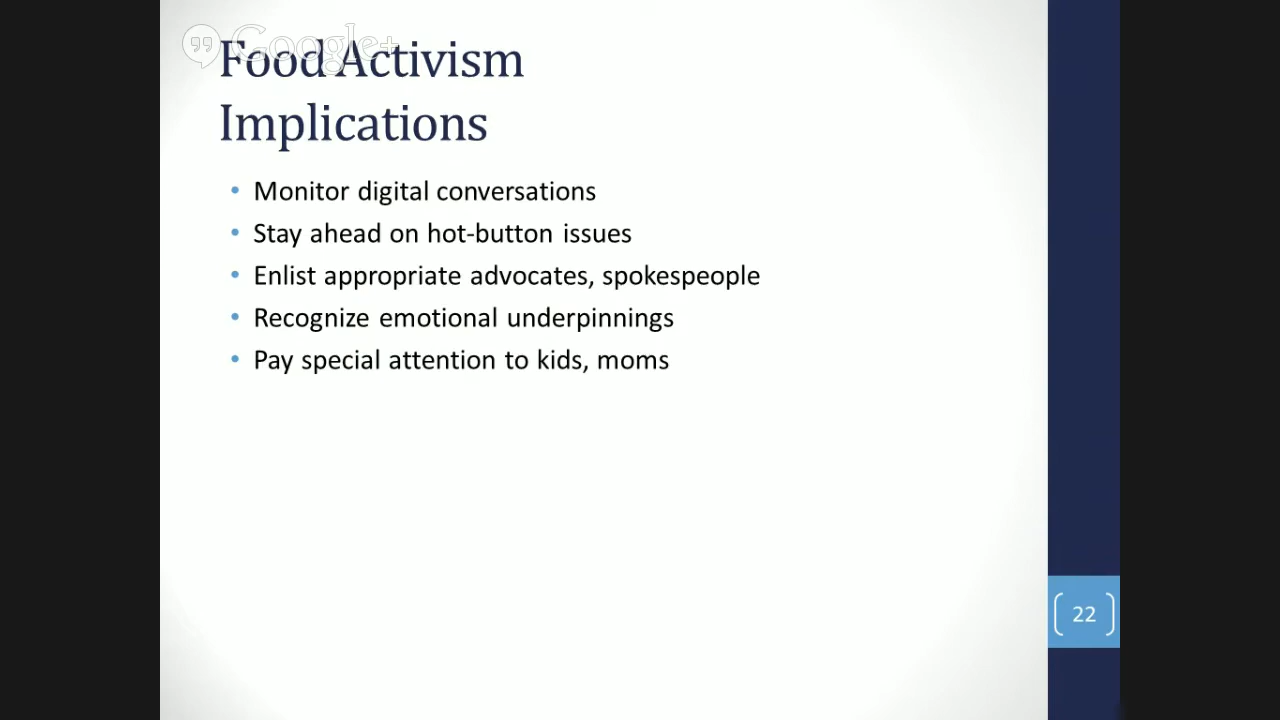 Google+
Food Activism
Implications
• Monitor digital conversations
• Stay ahead on hot-button issues
• Enlist appropriate advocates, spokespeople
• Recognize emotional underpinnings
• Pay special attention to kids, moms
22